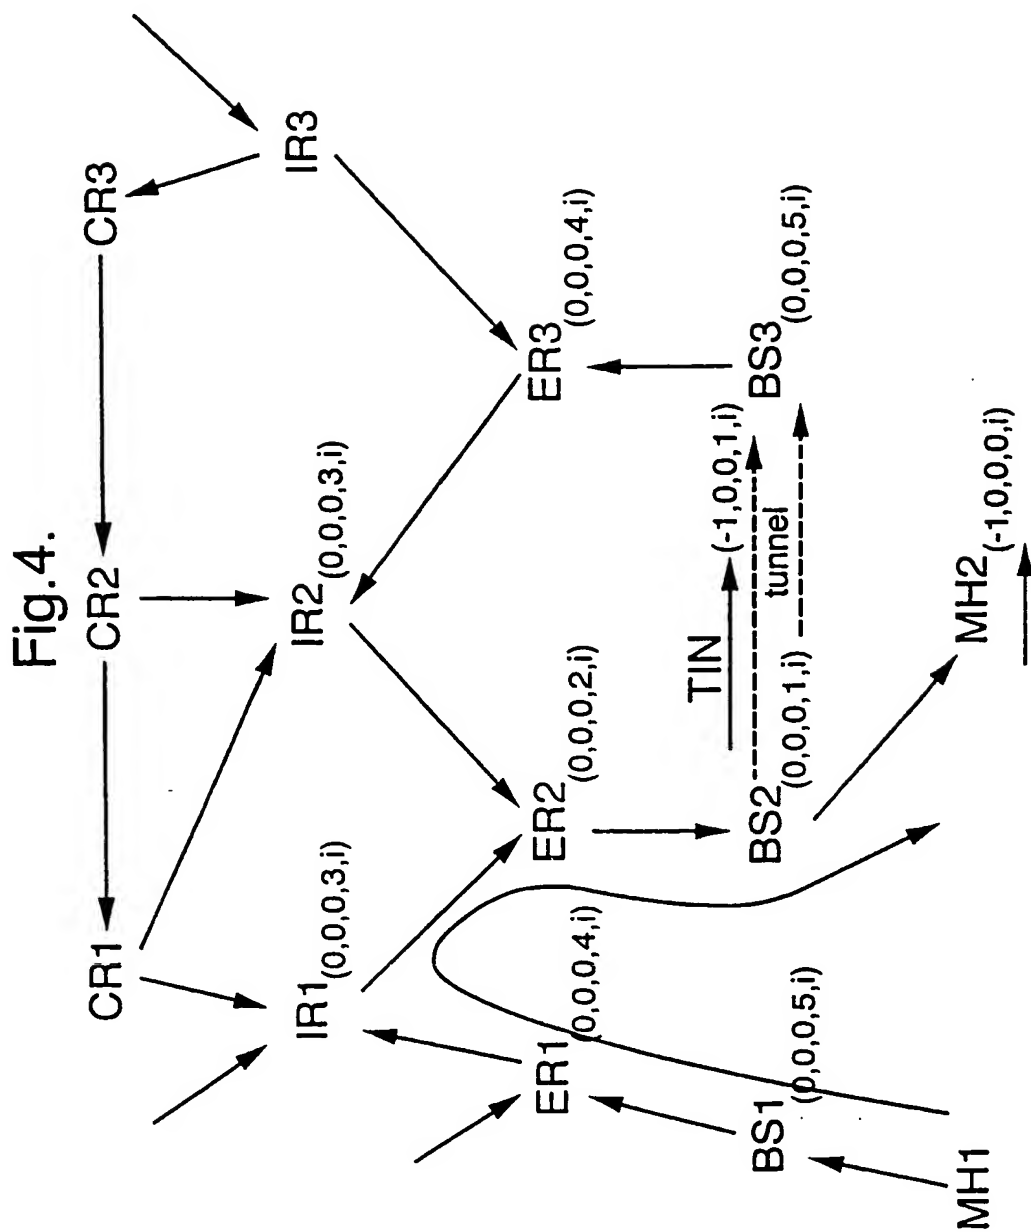 Fig.4.
CR1
CR2
CR3
IR1(0,0,0,3,i)
IR2(0,0,0,3,i)
IR3
ER1(0,0,0,4,i)
ER2(0,0,0,2,i)
ER3(0,0,0,4,i)
TIN
(-1,0,0,1,i)
tunnel
BS1(0,0,0,5,i)
BS2(0,0,0,1,i)
BS3(0,0,0,5,i)
MH1
MH2(-1,0,0,0,i)